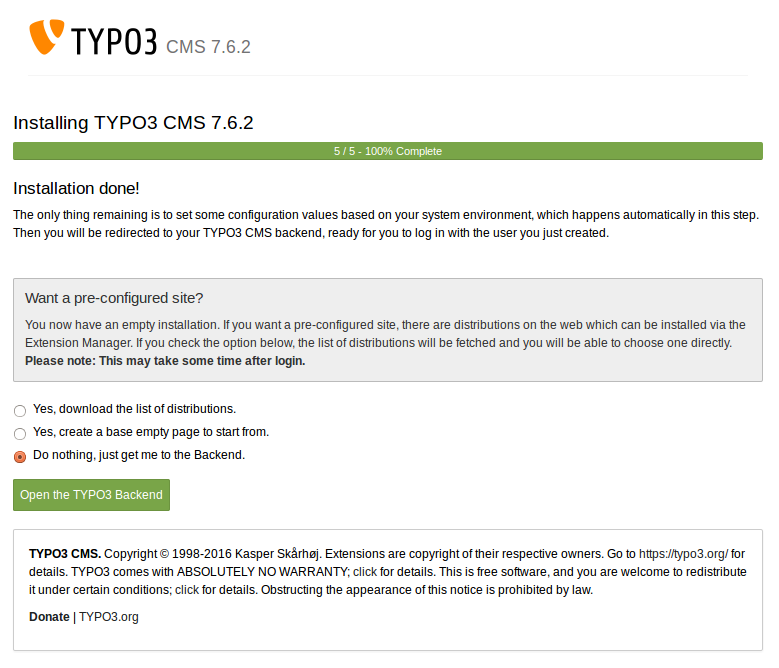 TYPO3 CMS 7.6.2
Installing TYPO3 CMS 7.6.2
5 / 5 - 100% Complete
Installation done!
The only thing remaining is to set some configuration values based on your system environment, which happens automatically in this step.
Then you will be redirected to your TYPO3 CMS backend, ready for you to log in with the user you just created.
Want a pre-configured site?
You now have an empty installation. If you want a pre-configured site, there are distributions on the web which can be installed via the
Extension Manager. If you check the option below, the list of distributions will be fetched and you will be able to choose one directly.
Please note: This may take some time after login.
Yes, download the list of distributions.
Yes, create a base empty page to start from.
Do nothing, just get me to the Backend.
Open the TYPO3 Backend
TYPO3 CMS. Copyright © 1998-2016 Kasper Skårhøj. Extensions are copyright of their respective owners. Go to https://typo3.org/ for
details. TYPO3 comes with ABSOLUTELY NO WARRANTY; click for details. This is free software, and you are welcome to redistribute
it under certain conditions; click for details. Obstructing the appearance of this notice is prohibited by law.
Donate | TYPO3.org